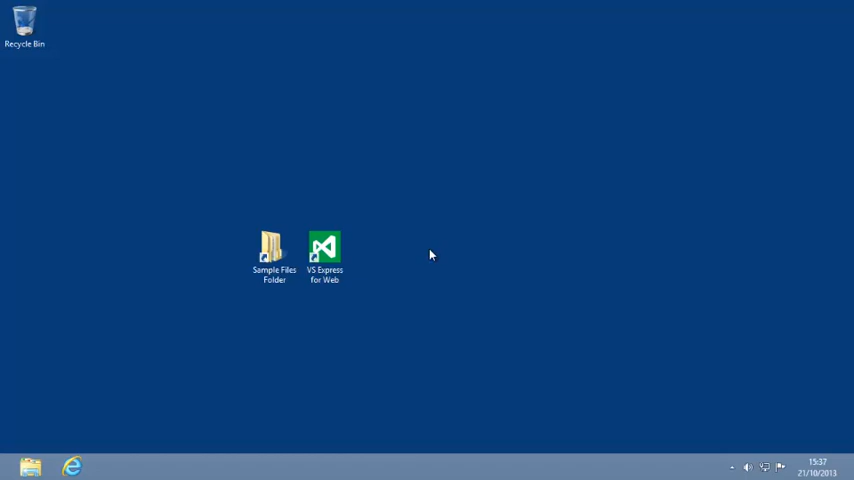 Recycle Bin
Sample Files
Folder
VS Express
for Web
15:37
21/10/2013